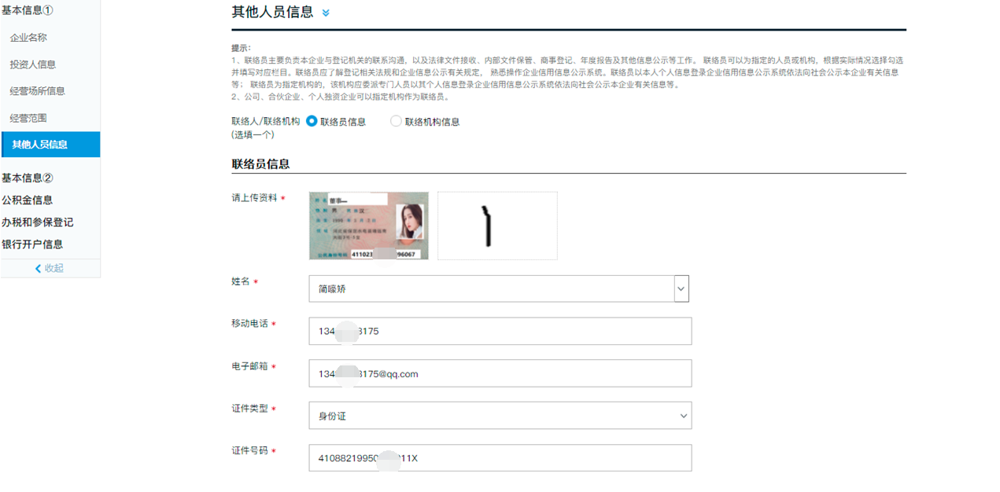 基本信息①
企业名称
投资人信息
经营场所信息
经营范围
其他人员信息
基本信息②
公积金信息
办税和参保登记
银行开户信息
收起
其他人员信息
提示:
1、联络员主要负责本企业与登记机关的联系沟通，以及法律文件接收、内部文件保管、商事登记、年度报告及其他信息公示等工作。 联络员可以为指定的人员或机构，根据实际情况选择勾选
并填写对应栏目。联络员应了解登记相关法规和企业信息公示有关规定， 熟悉操作企业信用信息公示系统。联络员以本人个人信息登录企业信用信息公示系统依法向社会公示本企业有关信息
等； 联络员为指定机构的，该机构应委派专门人员以其个人信息登录企业信用信息公示系统依法向社会公示本企业有关信息等。
2、公司、合伙企业、个人独资企业可以指定机构作为联络员。
联络人/联络机构 联络员信息 联络机构信息
(选填一个)
联络员信息
请上传资料 *
董事一
男 汉
411023 96067
姓名 *
简嚎矫
移动电话 *
134 3175
电子邮箱 *
134 3175@qq.com
证件类型 *
身份证
证件号码 *
41088219950 11X